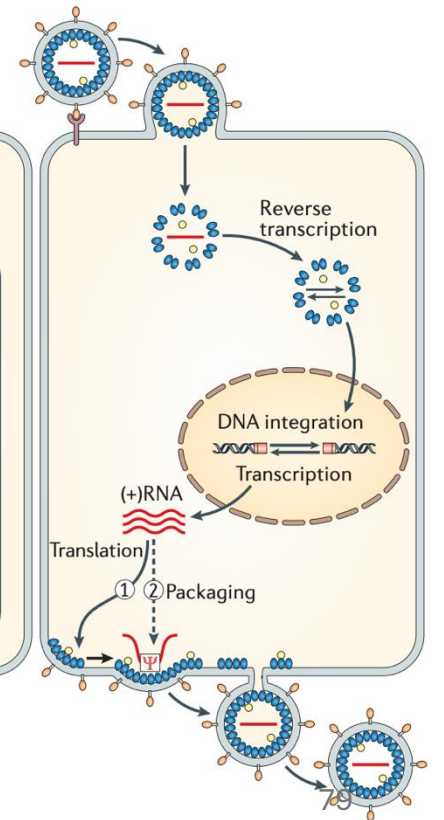 Reverse
transcription
DNA integration
Transcription
(+)RNA
Translation
1 2 Packaging
Ψ
79